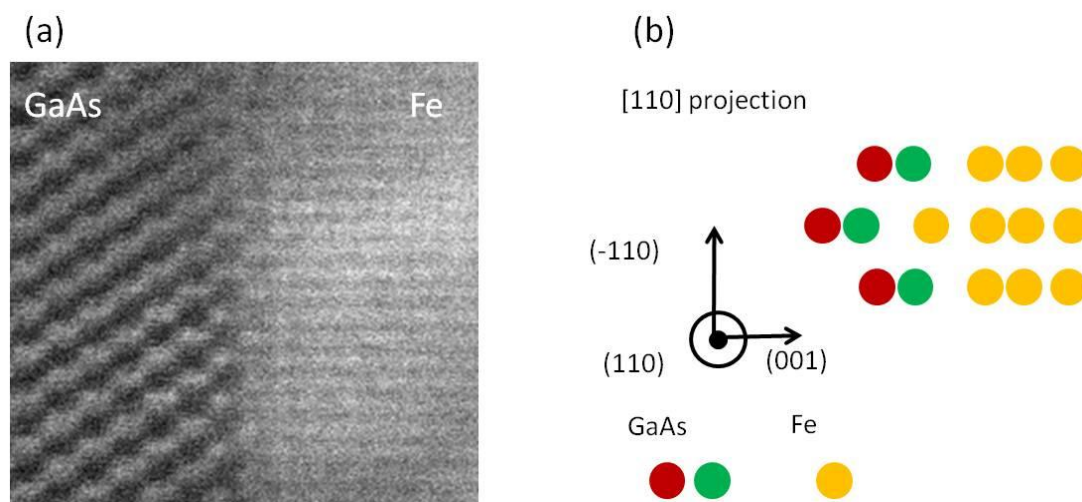 (a)
GaAs
Fe
(b)
[110] projection
(-110)
(110)
(001)
GaAs
Fe